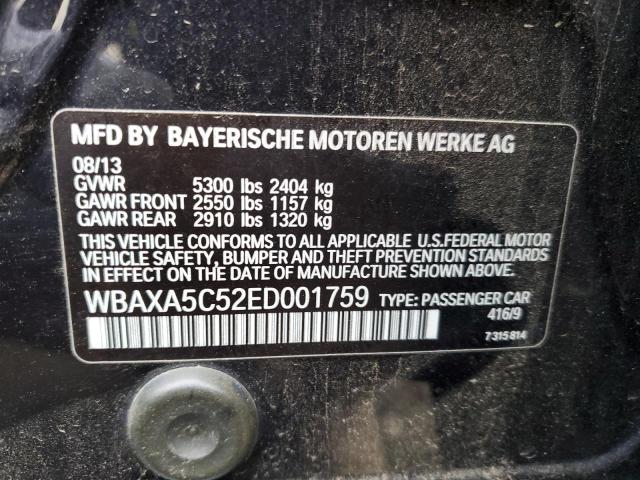 MFD BY BAYERISCHE MOTOREN WERKE AG
08/13
GVWR 5300 lbs 2404 kg
GAWR FRONT 2550 lbs 1157 kg
GAWR REAR 2910 lbs 1320 kg
THIS VEHICLE CONFORMS TO ALL APPLICABLE U.S.FEDERAL MOTOR
VEHICLE SAFETY, BUMPER AND THEFT PREVENTION STANDARDS
IN EFFECT ON THE DATE OF MANUFACTURE SHOWN ABOVE.
WBAXA5C52ED001759 TYPE: PASSENGER CAR
416/9
7315814